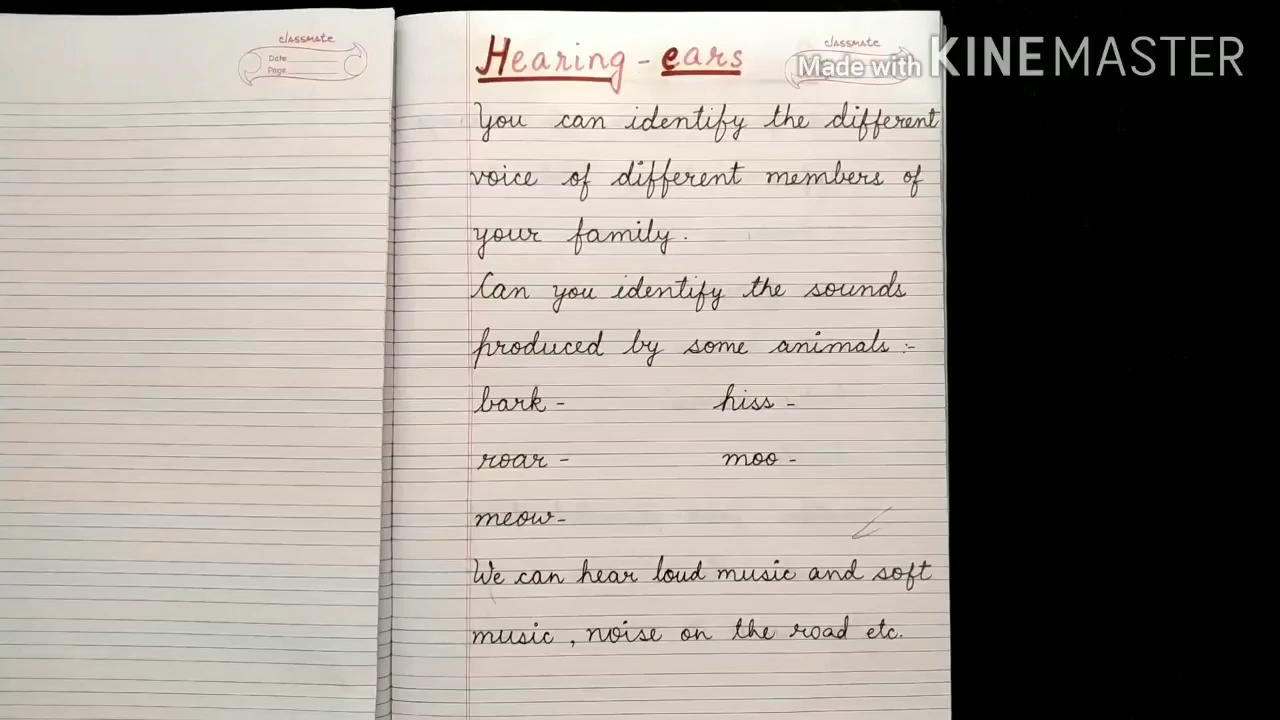 classmate
Date
Page
classmate
Made with KINEMASTER
Hearing - ears
You can identify the different
voice of different members of
your family.
Can you identify the sounds
produced by some animals :-
bark - hiss -
roar - moo -
meow-
We can hear loud music and soft
music , noise on the road etc.